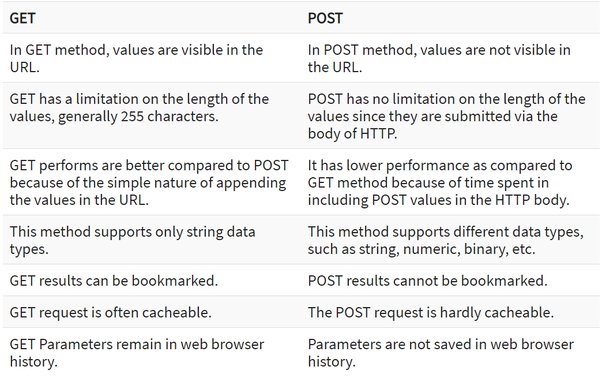 GET POST
In GET method, values are visible in the
URL.
In POST method, values are not visible in
the URL.
GET has a limitation on the length of the
values, generally 255 characters.
POST has no limitation on the length of the
values since they are submitted via the
body of HTTP.
GET performs are better compared to POST
because of the simple nature of appending
the values in the URL.
It has lower performance as compared to
GET method because of time spent in
including POST values in the HTTP body.
This method supports only string data
types.
This method supports different data types,
such as string, numeric, binary, etc.
GET results can be bookmarked.
POST results cannot be bookmarked.
GET request is often cacheable.
The POST request is hardly cacheable.
GET Parameters remain in web browser
history.
Parameters are not saved in web browser
history.